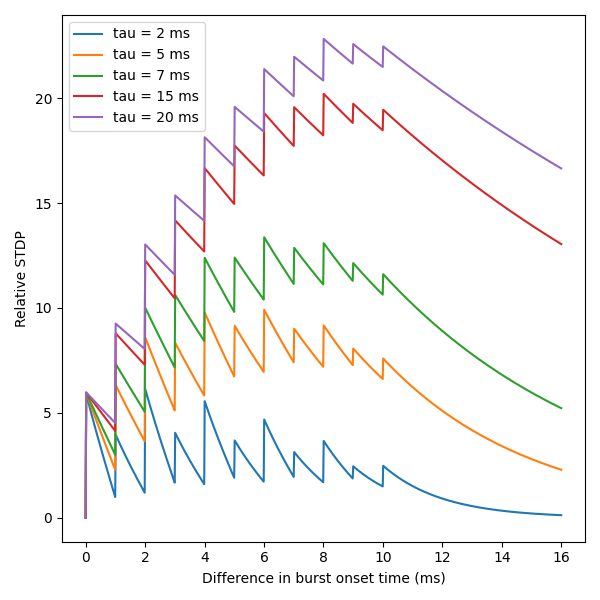 tau = 2 ms
tau = 5 ms
tau = 7 ms
tau = 15 ms
tau = 20 ms
20
15
10
5
0
Relative STDP
0 2 4 6 8 10 12 14 16
Difference in burst onset time (ms)